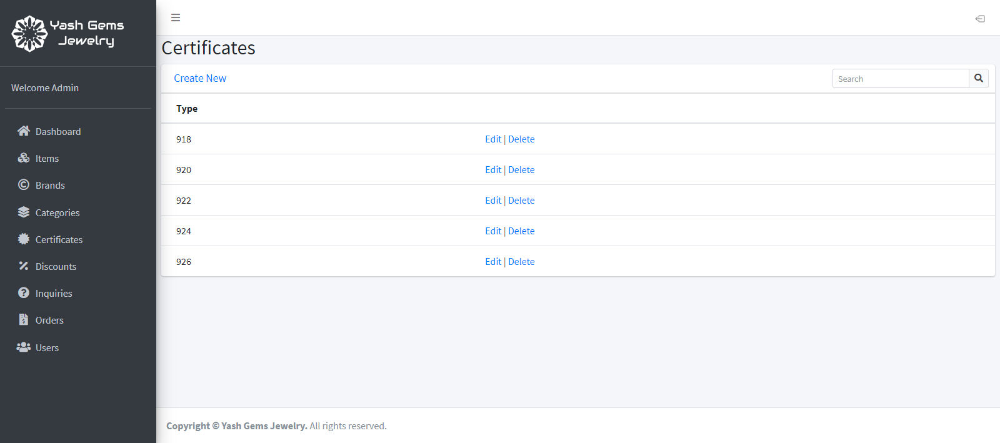 Yash Gems
Jewelry
Welcome Admin
Dashboard
Items
Brands
Categories
Certificates
Discounts
Inquiries
Orders
Users
Certificates
Create New
Search
Type
918 Edit | Delete
920 Edit | Delete
922 Edit | Delete
924 Edit | Delete
926 Edit | Delete
Copyright © Yash Gems Jewelry. All rights reserved.